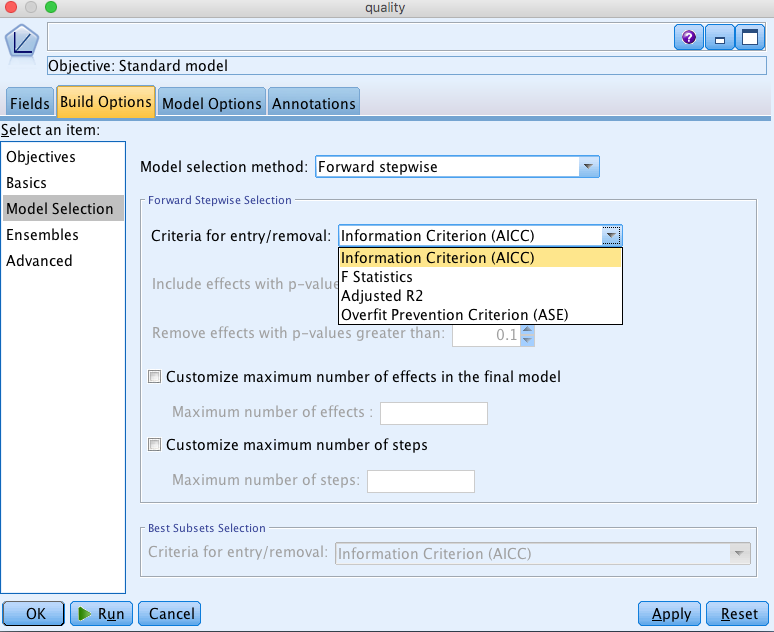 quality
?
Objective: Standard model
Fields Build Options Model Options Annotations
Select an item:
Objectives
Basics
Model Selection
Ensembles
Advanced
Model selection method: Forward stepwise
Forward Stepwise Selection
Criteria for entry/removal: Information Criterion (AICC)
Information Criterion (AICC)
F Statistics
Adjusted R2
Overfit Prevention Criterion (ASE)
Include effects with p-value
Remove effects with p-values greater than: 0.1
Customize maximum number of effects in the final model
Maximum number of effects :
Customize maximum number of steps
Maximum number of steps:
Best Subsets Selection
Criteria for entry/removal: Information Criterion (AICC)
OK Run Cancel Apply Reset